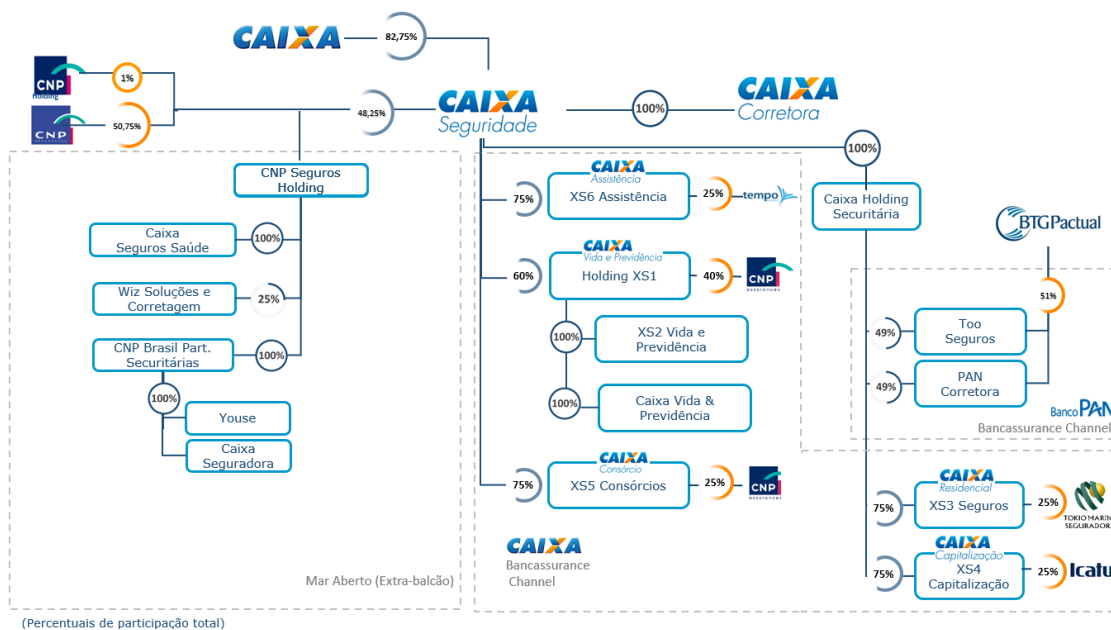 CAIXA
82,75%
CNP
Holding
1%
CNP
50,75%
48,25%
CAIXA
Seguridade
100%
CAIXA
Corretora
100%
CNP Seguros
Holding
Caixa
Seguros Saúde
100%
Wiz Soluções e
Corretagem
25%
CNP Brasil Part.
Securitárias
100%
100%
Youse
Caixa
Seguradora
Mar Aberto (Extra-balcão)
CAIXA
Assistência
75%
XS6 Assistência
25%
tempo
CAIXA
Vida e Previdência
60%
Holding XS1
40%
CNP
100%
XS2 Vida e
Previdência
100%
Caixa Vida &
Previdência
CAIXA
Consórcio
75%
XS5 Consórcios
25%
CNP
CAIXA
Bancassurance
Channel
Caixa Holding
Securitária
BTGPactual
51%
49%
Too
Seguros
49%
PAN
Corretora
Banco PAN
Bancassurance Channel
CAIXA
Residencial
75%
XS3 Seguros
25%
TOKIO MARIN
SEGURADORA
CAIXA
Capitalização
75%
XS4
Capitalização
25%
Icatu
(Percentuais de participação total)